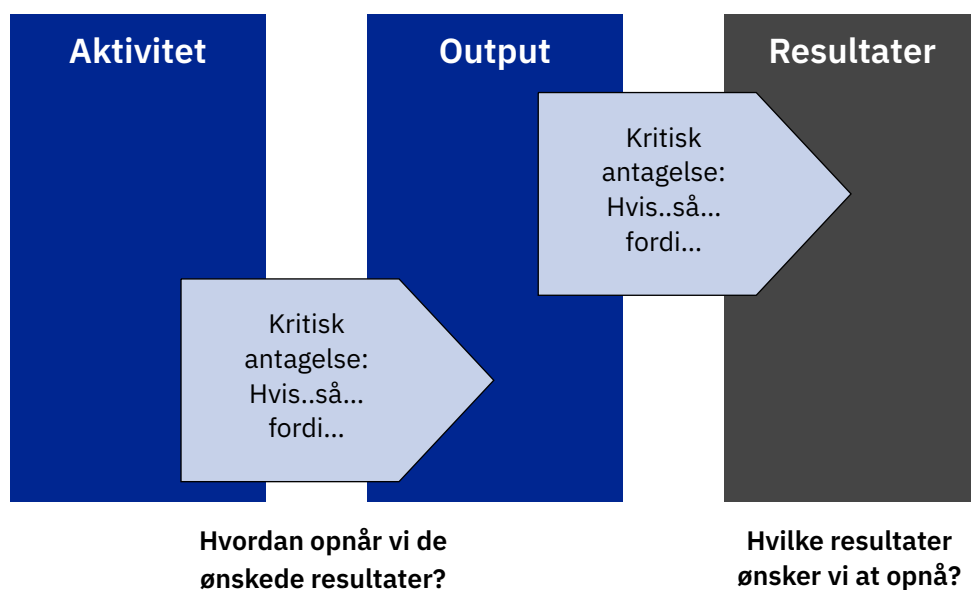 Aktivitet
Output
Resultater
Kritisk
antagelse:
Hvis..så...
fordi...
Kritisk
antagelse:
Hvis..så...
fordi...
Hvordan opnår vi de
ønskede resultater?
Hvilke resultater
ønsker vi at opnå?